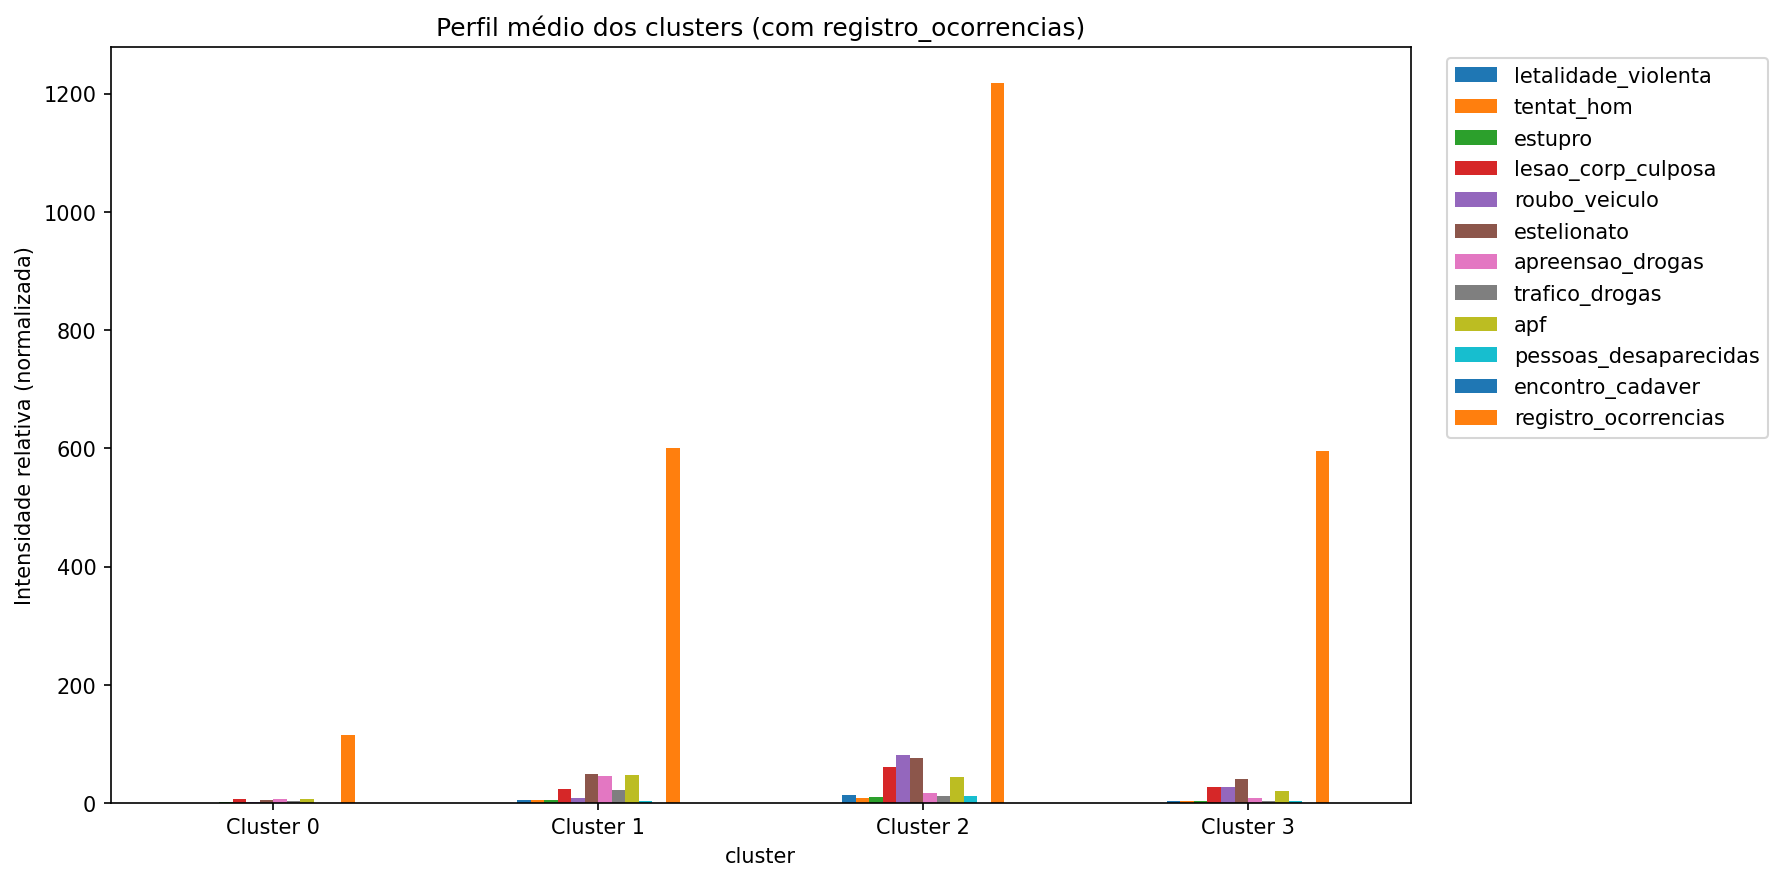 Perfil médio dos clusters (com registro_ocorrencias)
Intensidade relativa (normalizada)
1200
1000
800
600
400
200
0
Cluster 0
Cluster 1
Cluster 2
Cluster 3
cluster
letalidade_violenta
tentat_hom
estupro
lesao_corp_culposa
roubo_veiculo
estelionato
apreensao_drogas
trafico_drogas
apf
pessoas_desaparecidas
encontro_cadaver
registro_ocorrencias